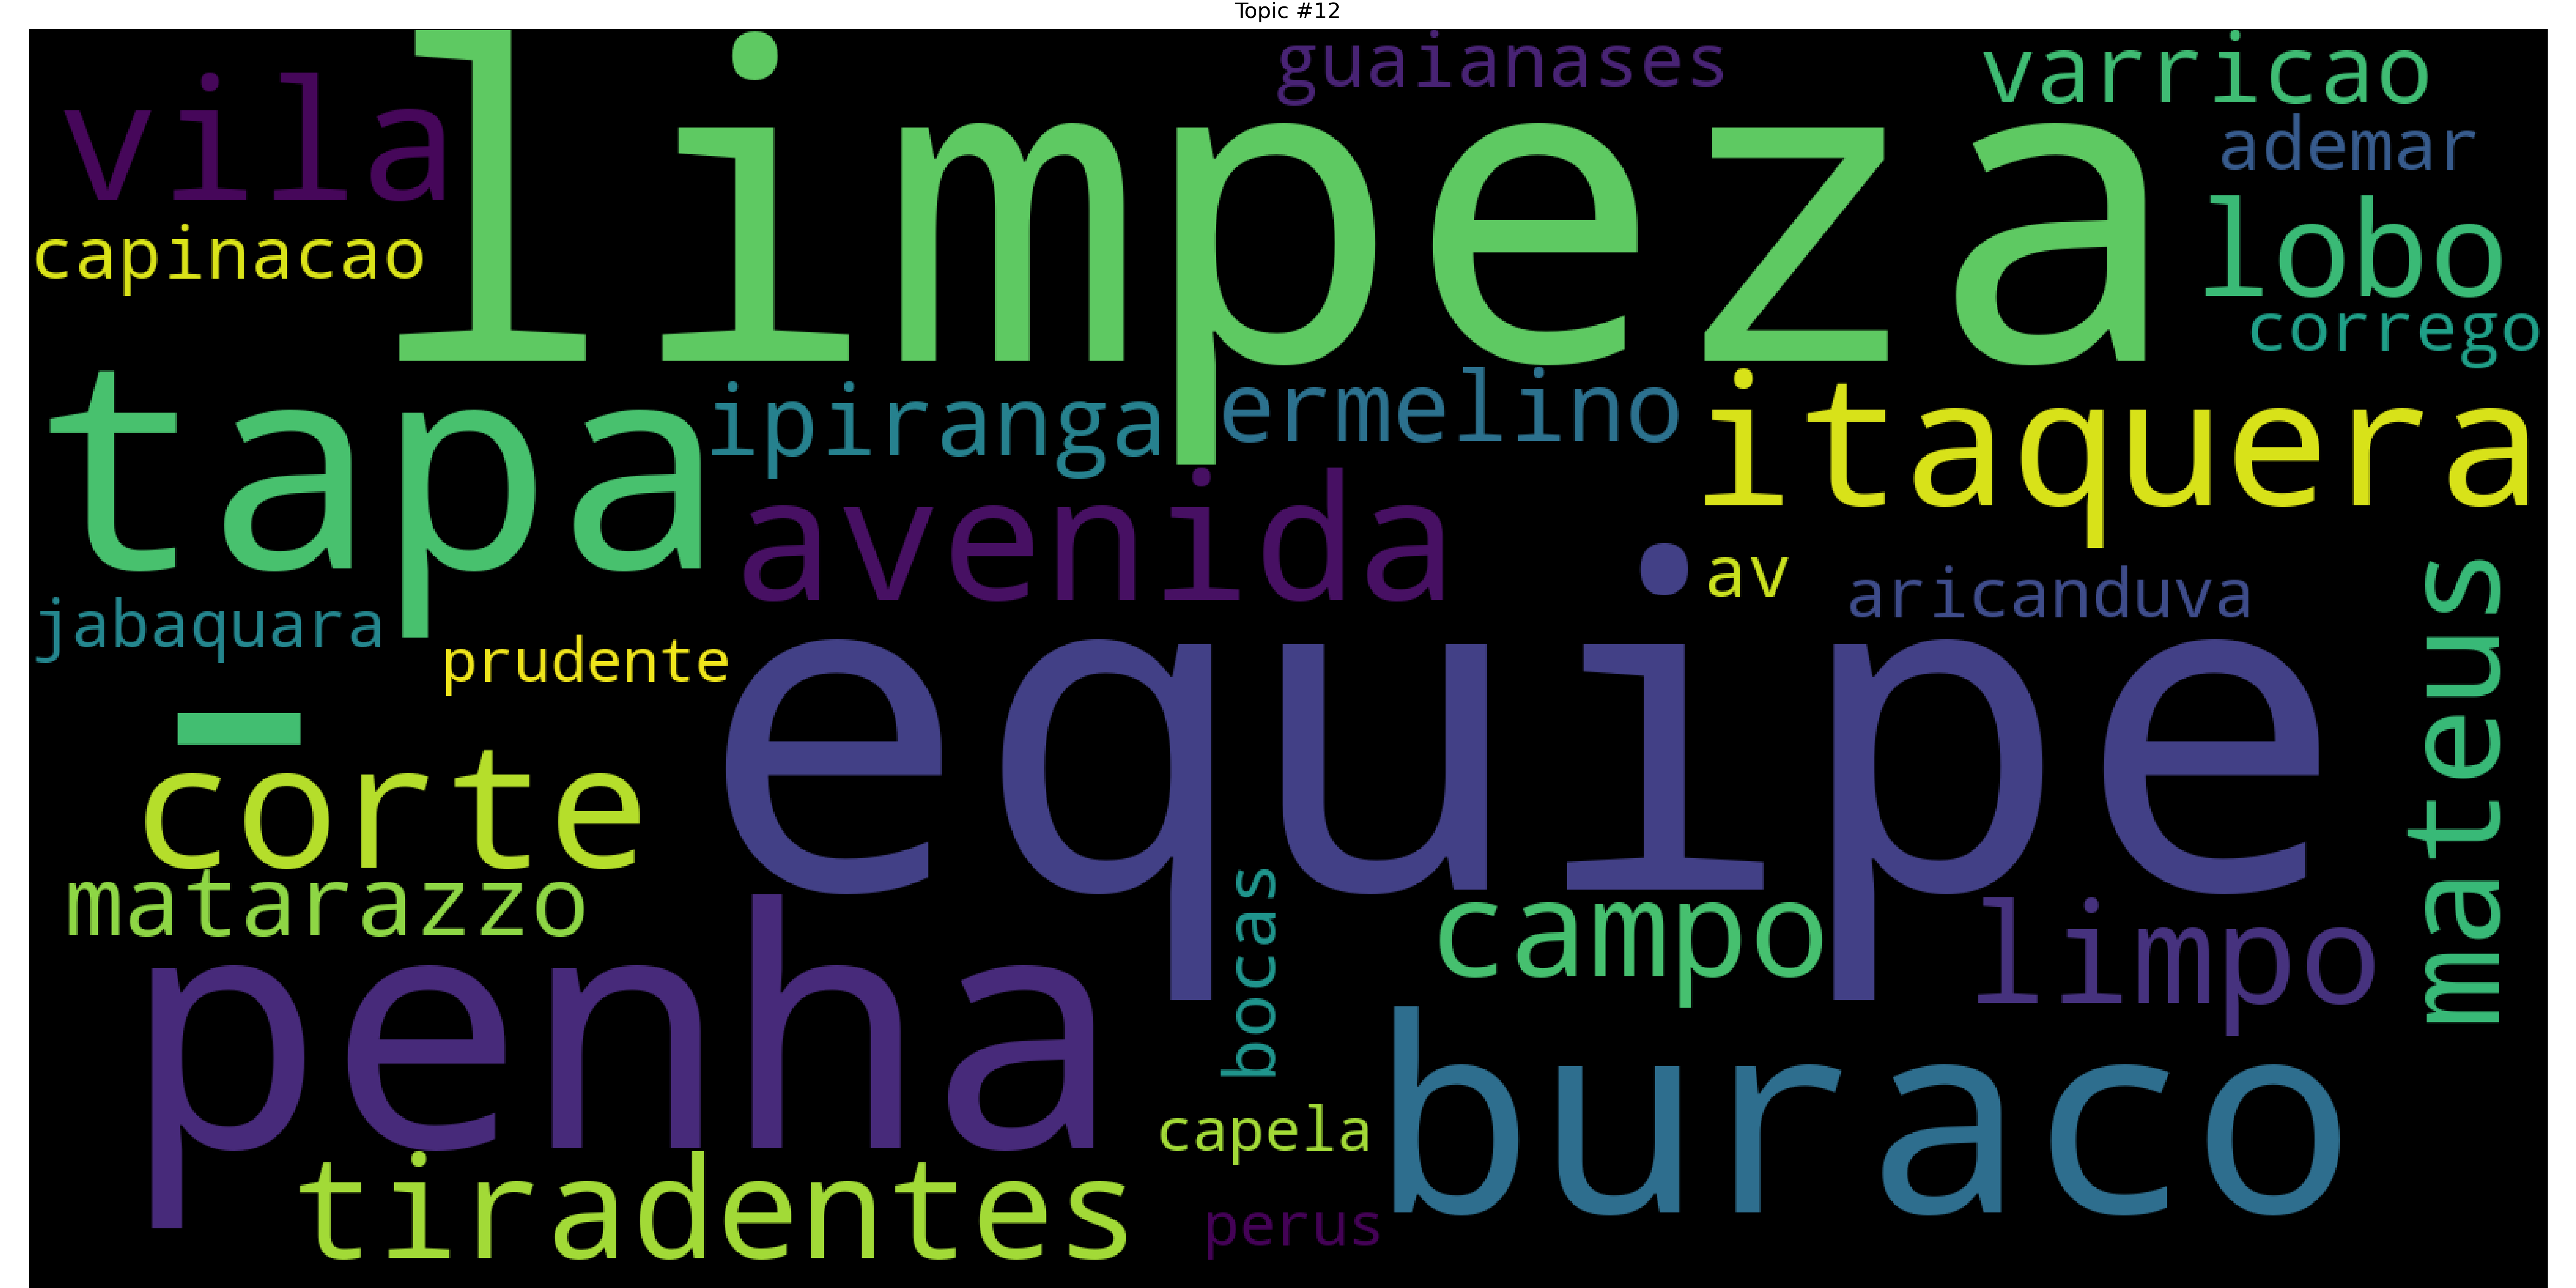 Topic #12
limpeza
guaianases
varricao
vila
ademar
capinacao
lobo
corrego
tapa
ipiranga
ermelino
itaquera
avenida
av
aricanduva
jabaquara
prudente
mateus
-
equipe
corte
matarazzo
bocas
campo
limpo
penha
buraco
capela
tiradentes
perus